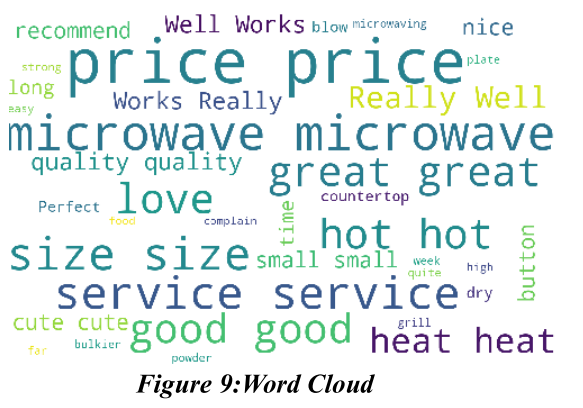 recommend Well Works blow microwaving nice
strong price price plate
long Works Really Really Well
easy
microwave microwave
quality quality great great
Perfect love countertop
food complain time hot hot
size size small small week button
quite high
service service dry
cute cute good good grill heat heat
far bulkier
powder
Figure 9:Word Cloud